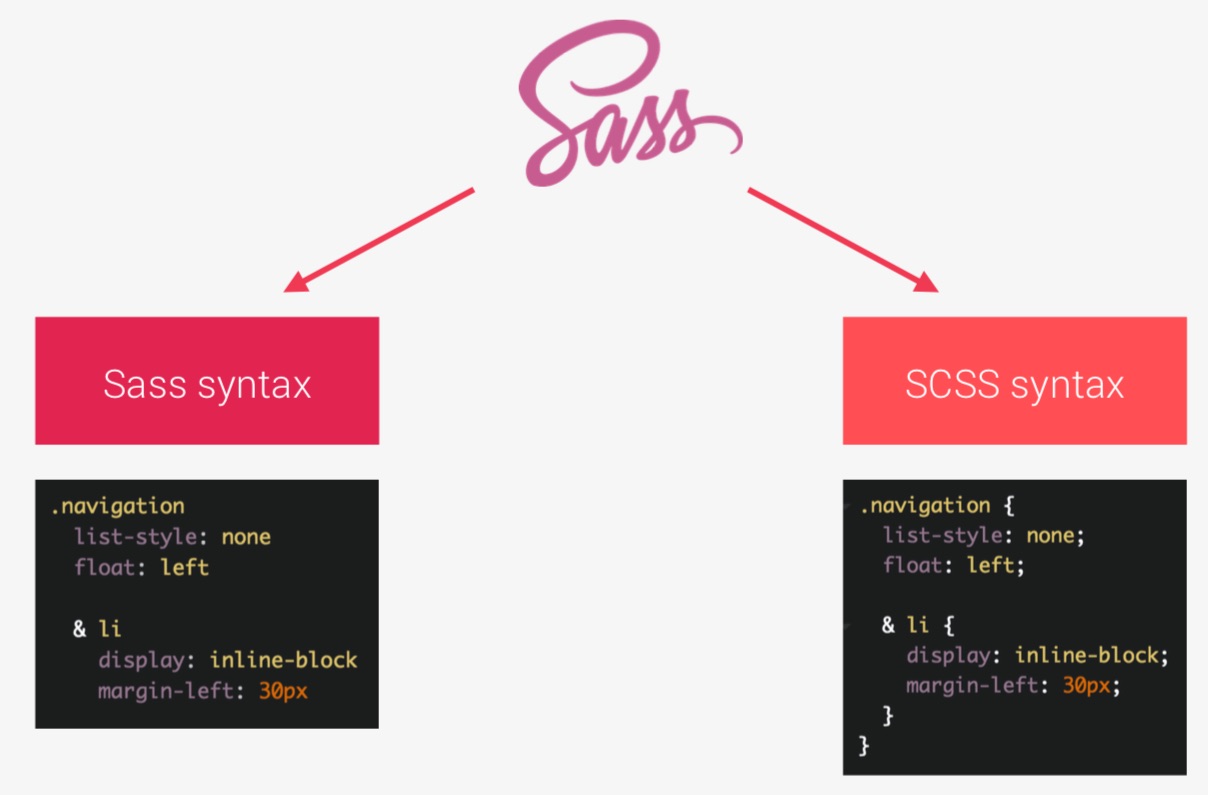 Sass
Sass syntax
.navigation
  list-style: none
  float: left

  & li
    display: inline-block
    margin-left: 30px
SCSS syntax
.navigation {
  list-style: none;
  float: left;

  & li {
    display: inline-block;
    margin-left: 30px;
  }
}